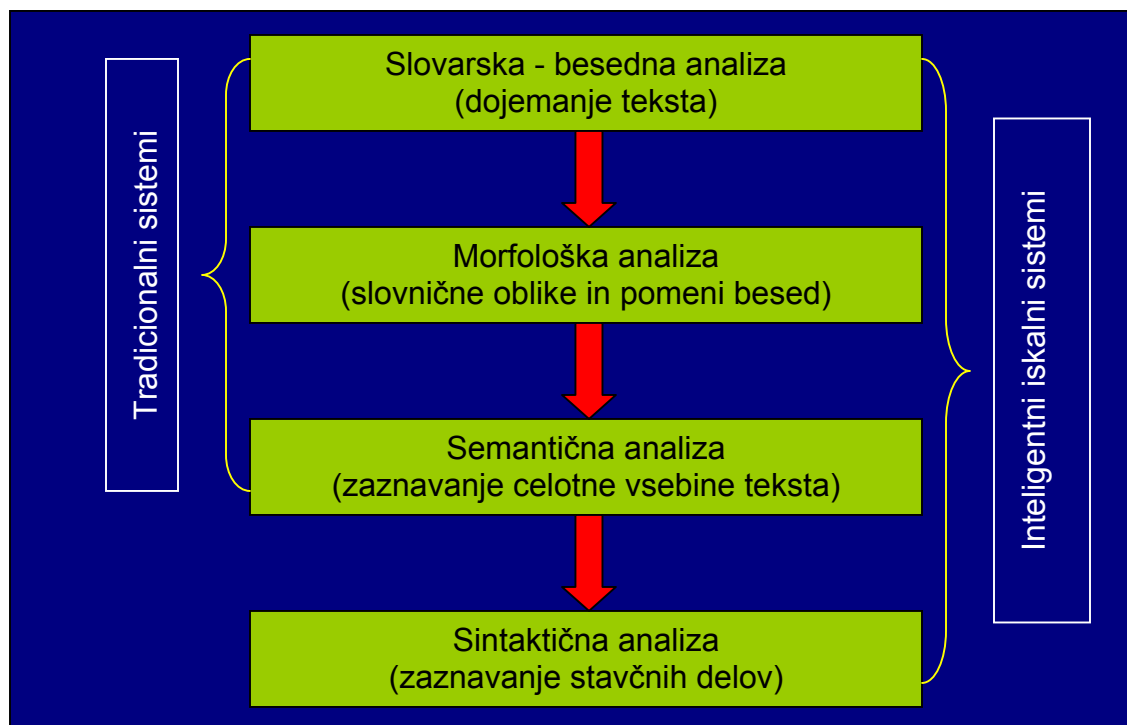 Slovarska - besedna analiza
(dojemanje teksta)
Tradicionalni sistemi
Morfološka analiza
(slovnične oblike in pomeni besed)
Inteligentni iskalni sistemi
Semantična analiza
(zaznavanje celotne vsebine teksta)
Sintaktična analiza
(zaznavanje stavčnih delov)